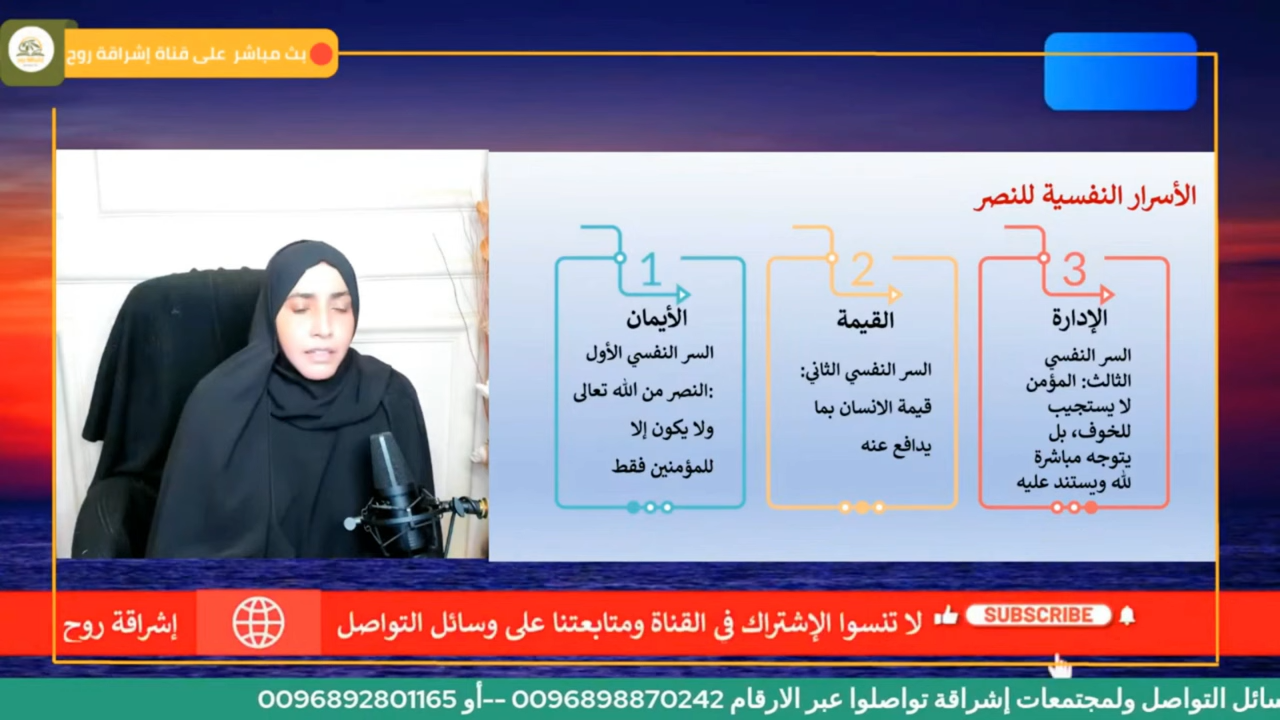 بث مباشر على قناة إشراقة روح
الأسرار النفسية للنصر
1
الأيمان
السر النفسي الأول
:النصر من الله تعالى
ولا يكون إلا
للمؤمنين فقط
2
القيمة
السر النفسي الثاني:
قيمة الانسان بما
يدافع عنه
3
الإدارة
السر النفسي
الثالث: المؤمن
لا يستجيب
للخوف، بل
يتوجه مباشرة
لله ويستند عليه
لا تنسوا الإشتراك في القناة ومتابعتنا على وسائل التواصل
SUBSCRIBE
إشراقة روح
التواصل ولمجتمعات إشراقة تواصلوا عبر الارقام 0096898870242 --أو 0096892801165